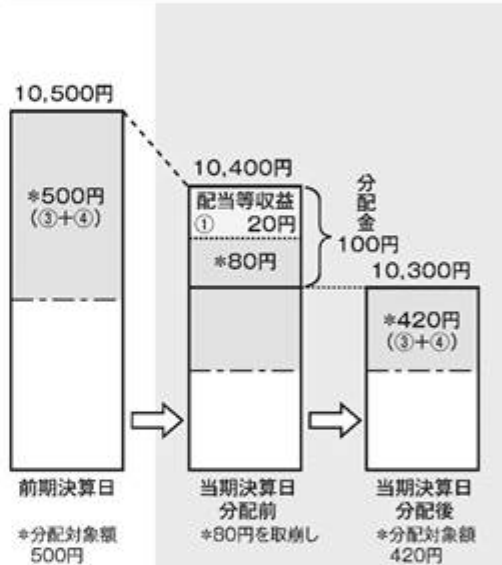 10,500円
*500円
(③+④)
10,400円
配当等収益
① 20円
*80円
分配金
100円
10,300円
*420円
(③+④)
前期決算日
*分配対象額
500円
当期決算日
分配前
*80円を取崩し
当期決算日
分配後
*分配対象額
420円